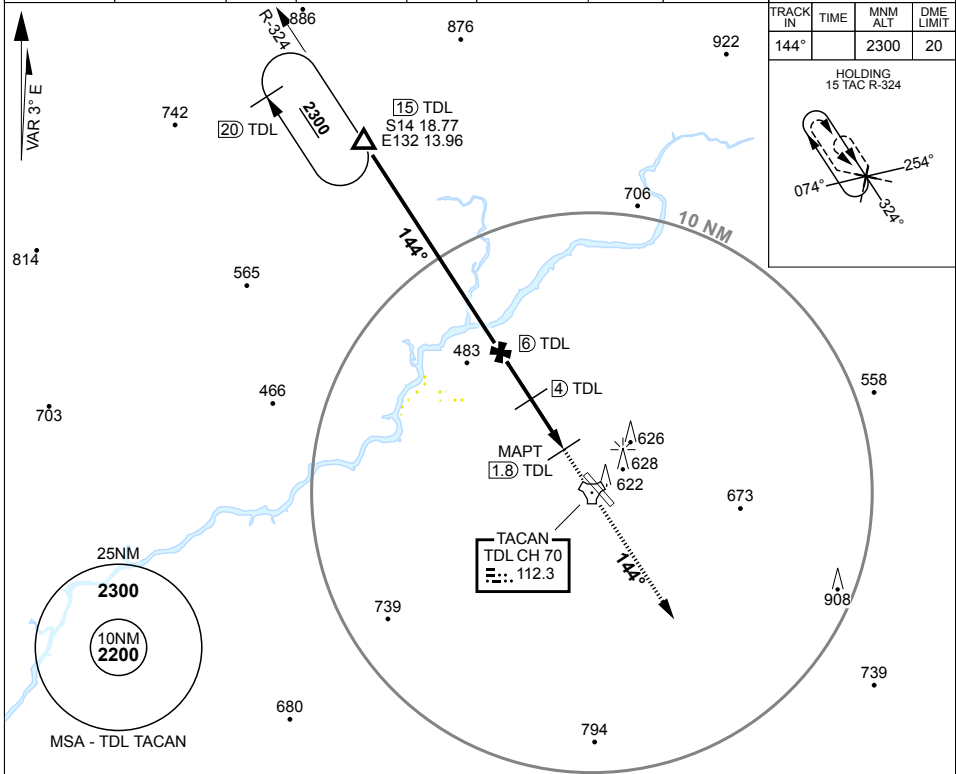 886
876
922
R-324
VAR 3° E
742
20 TDL
2300
15 TDL
S14 18.77
E132 13.96
TRACK IN TIME MNM ALT DME LIMIT
144° 2300 20
HOLDING
15 TAC R-324
074°
254°
324°
706
10 NM
814
565
144°
483
6 TDL
4 TDL
466
703
558
MAPT
1.8 TDL
626
628
622
673
TACAN
TDL CH 70
112.3
144°
908
25NM
2300
10NM
2200
MSA - TDL TACAN
739
739
680
794